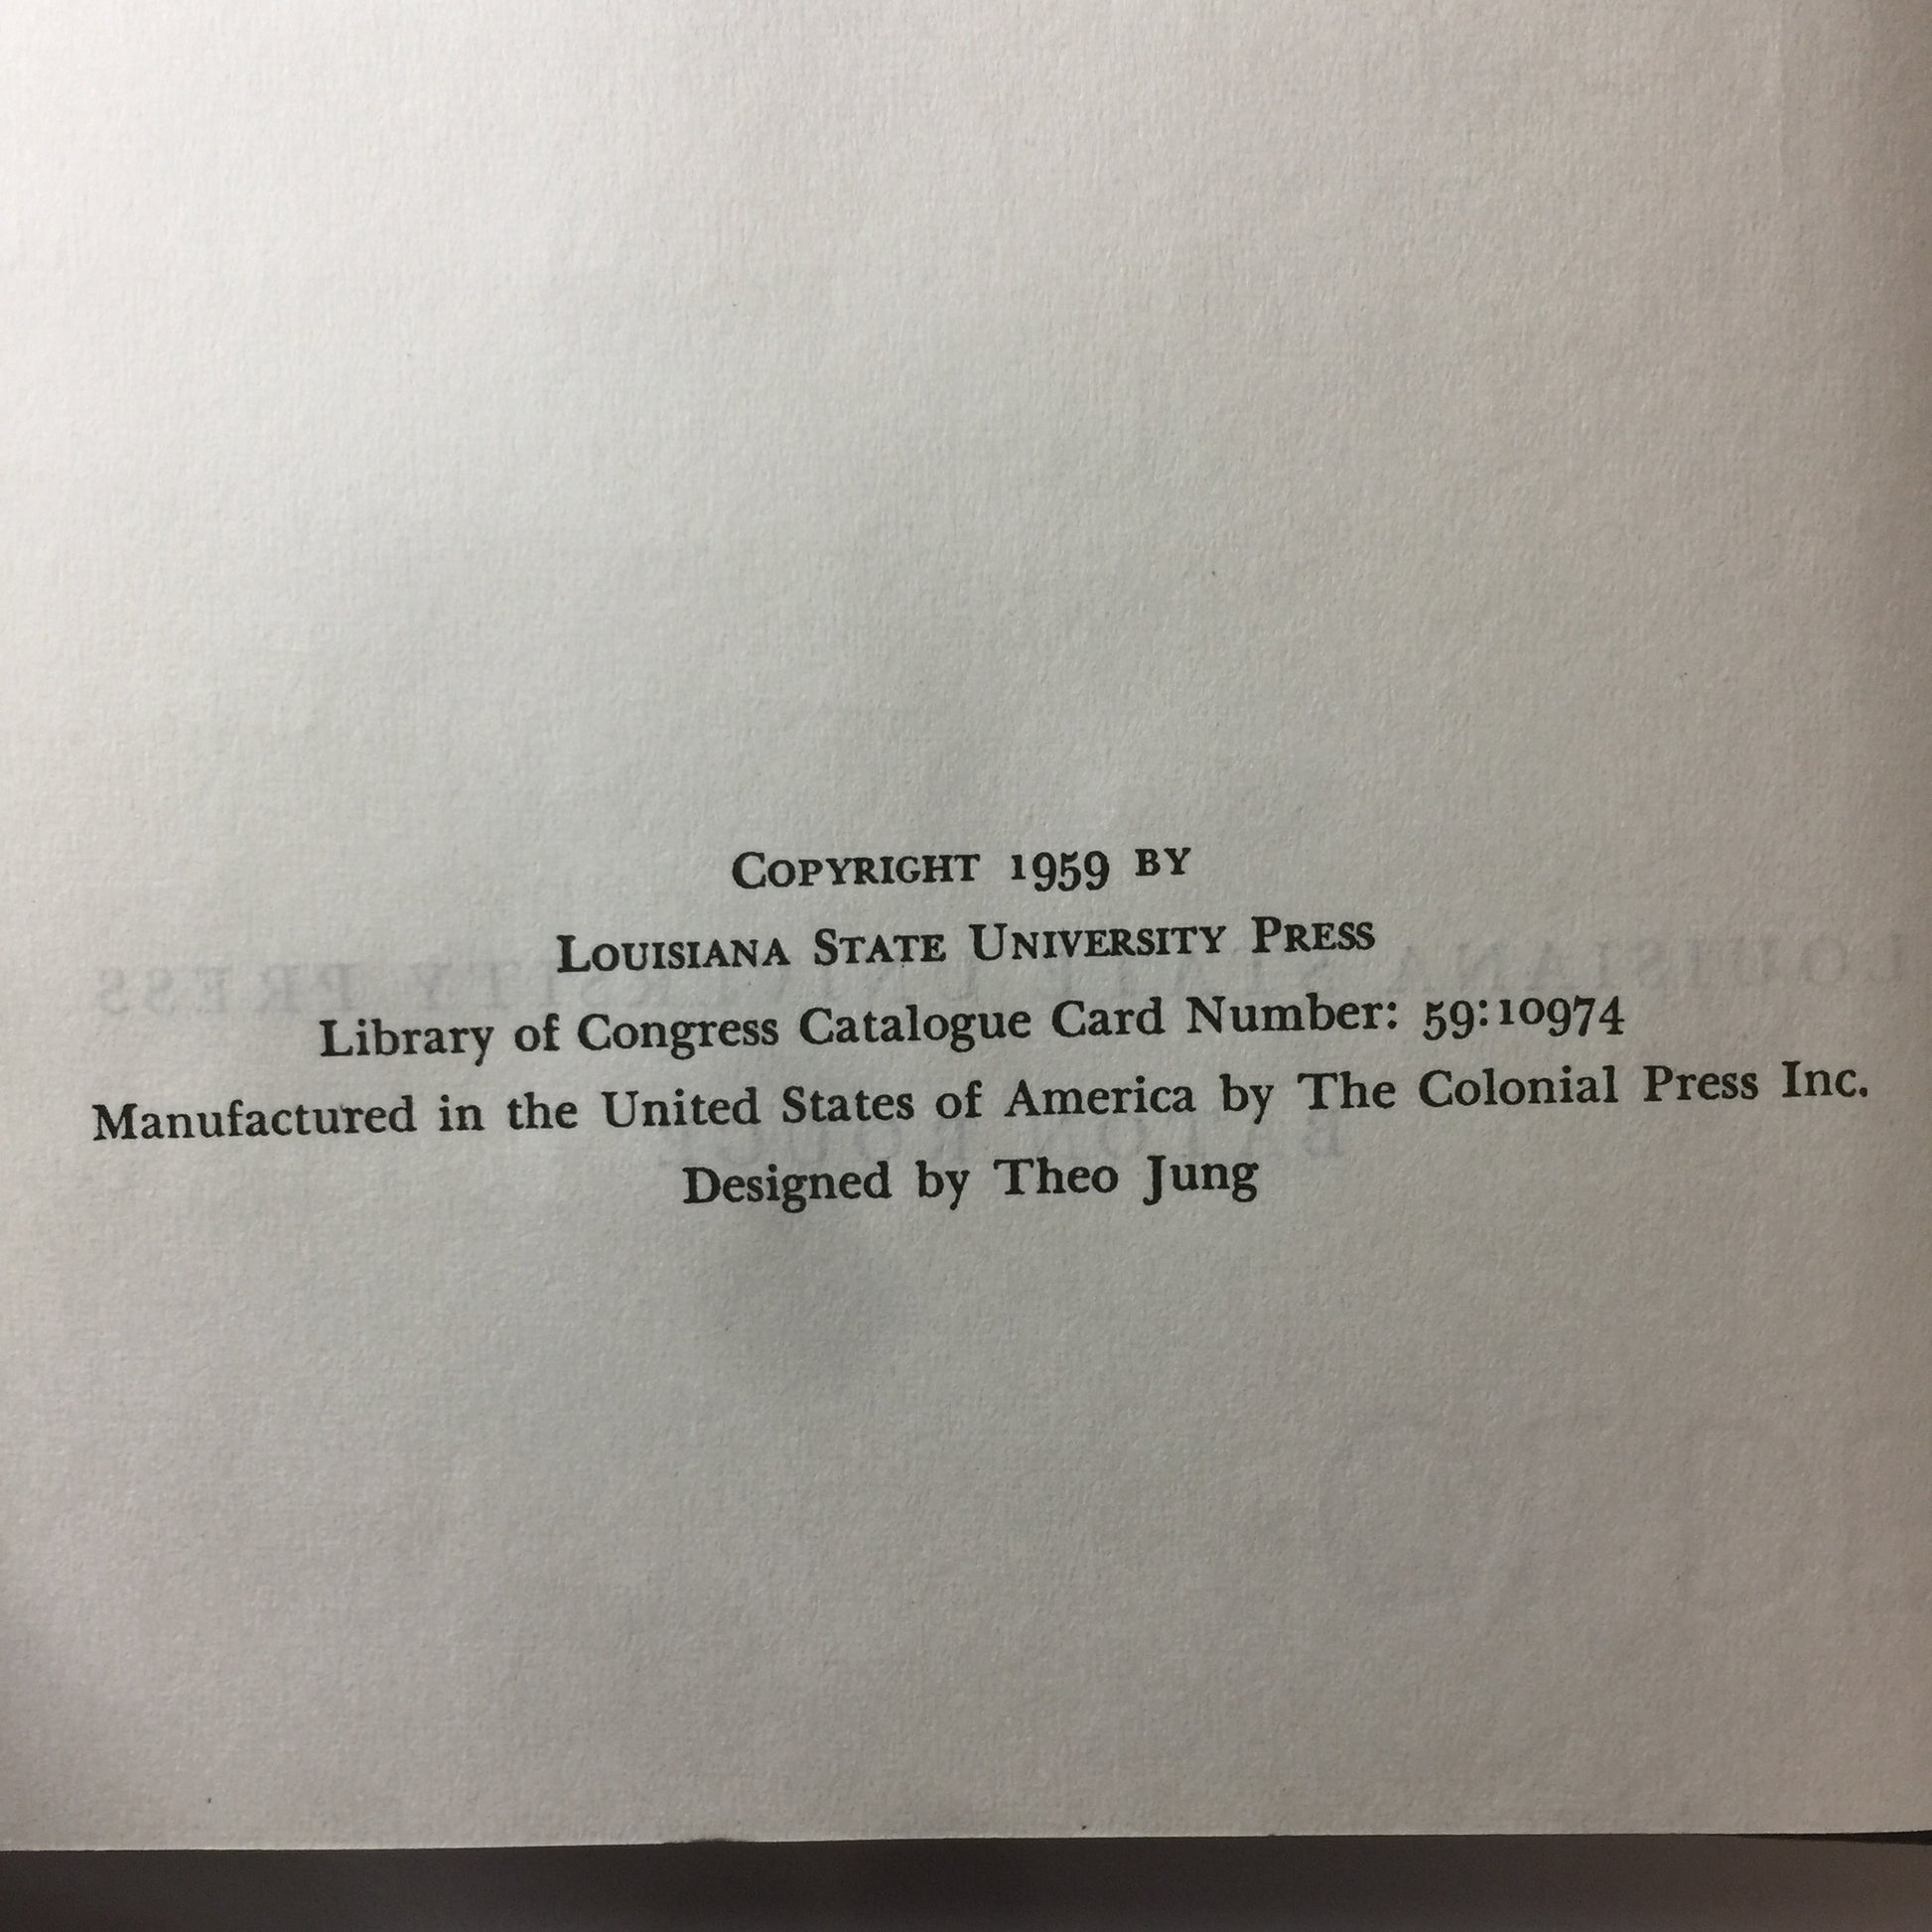 Copyright 1959 by
Louisiana State University Press
Library of Congress Catalogue Card Number: 59:10974
Manufactured in the United States of America by The Colonial Press Inc.
Designed by Theo Jung